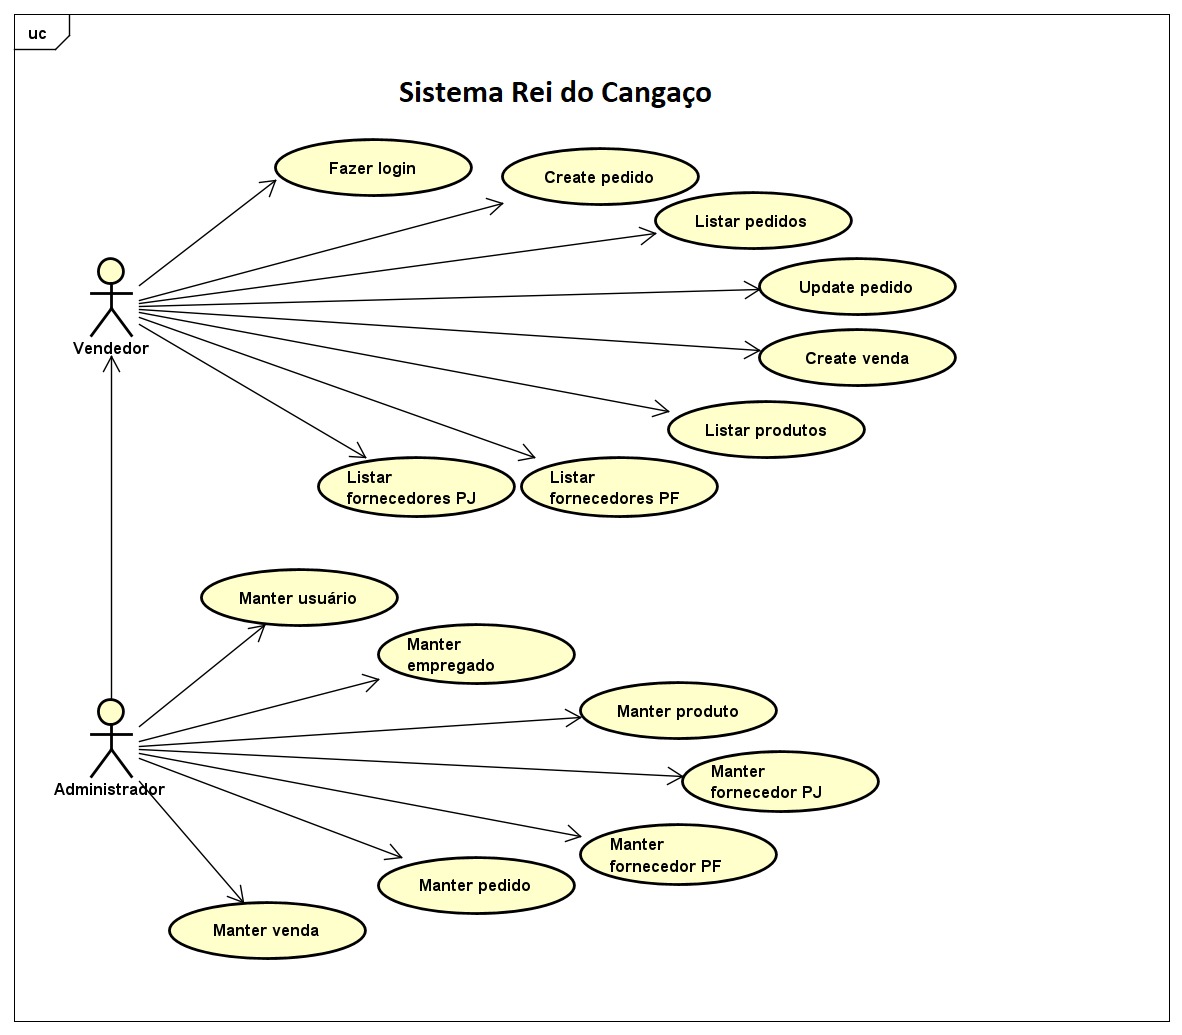 uc
Sistema Rei do Cangaço
Fazer login
Create pedido
Listar pedidos
Update pedido
Vendedor
Create venda
Listar produtos
Listar
fornecedores PJ
Listar
fornecedores PF
Manter usuário
Manter
empregado
Manter produto
Manter
fornecedor PJ
Administrador
Manter
fornecedor PF
Manter pedido
Manter venda